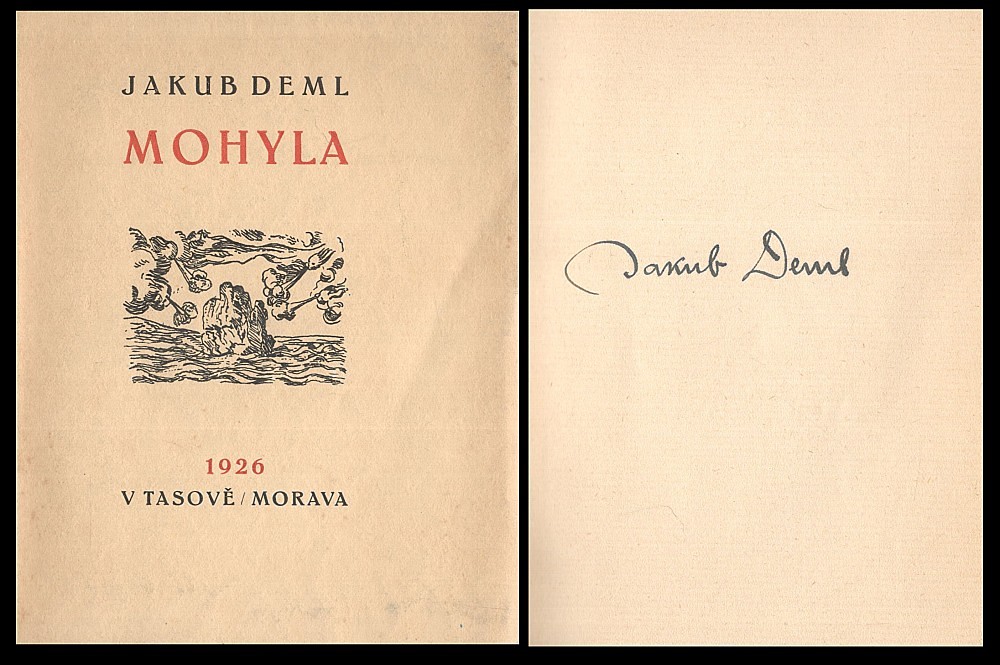 JAKUB DEML
MOHYLA
1926
V TASOVĚ / MORAVA
Jakub Deml